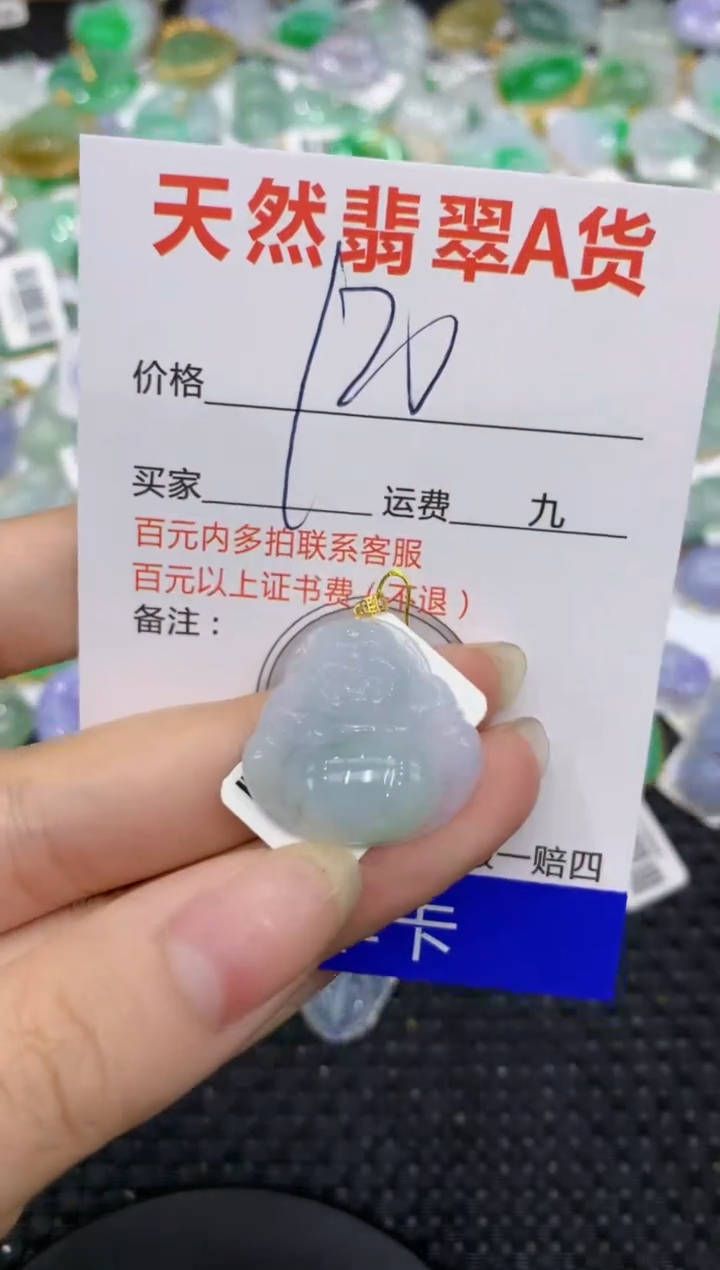 天然翡翠A货
120
价格
买家 运费 九
百元内多拍联系客服
百元以上证书费（不退）
备注：
一赔四
卡